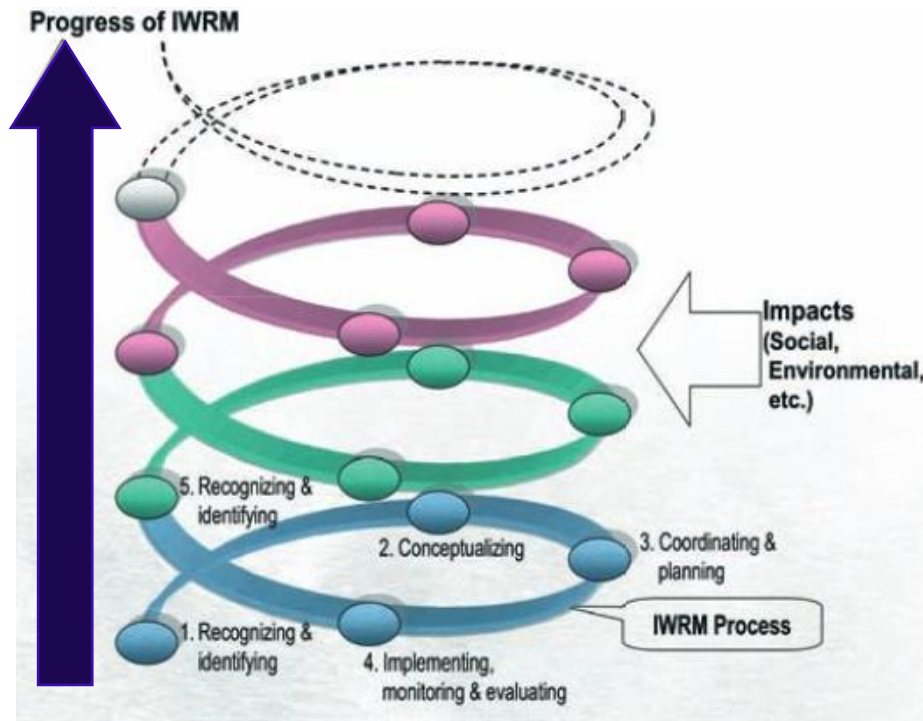 Progress of IWRM
Impacts
(Social,
Environmental,
etc.)
5. Recognizing &
identifying
2. Conceptualizing
3. Coordinating &
planning
1. Recognizing &
identifying
IWRM Process
4. Implementing,
monitoring & evaluating